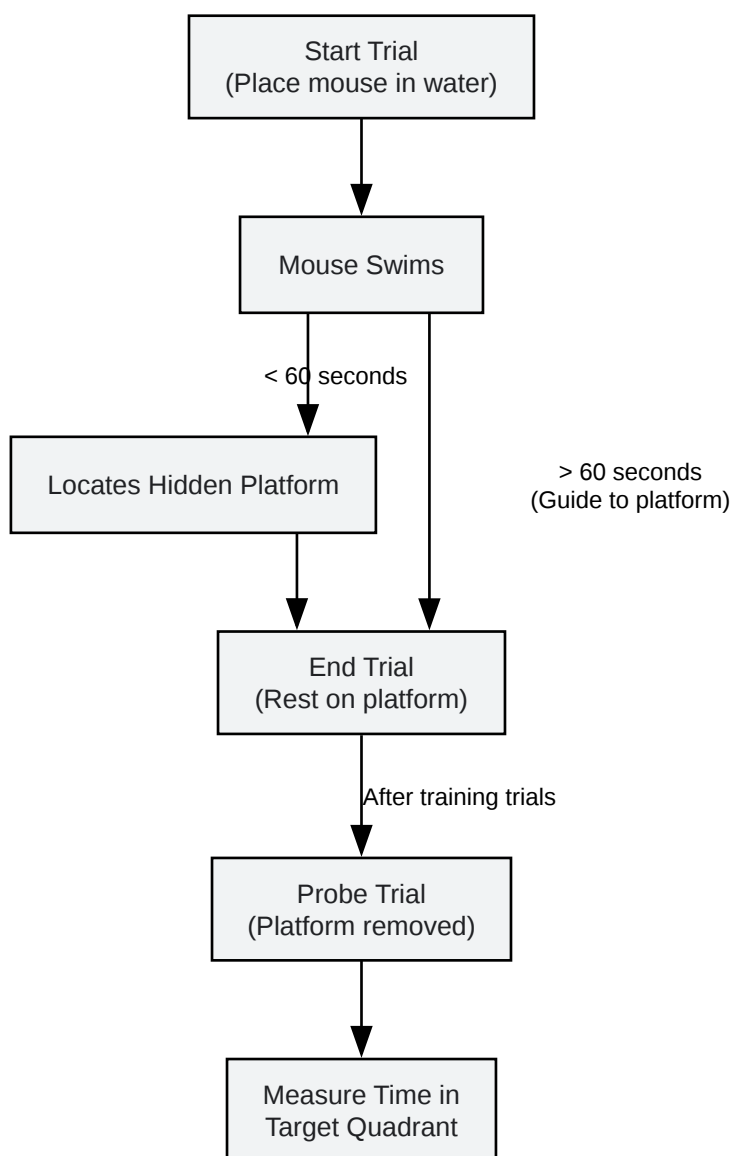 Start Trial
(Place mouse in water)
Mouse Swims
< 60 seconds
Locates Hidden Platform
> 60 seconds
(Guide to platform)
End Trial
(Rest on platform)
After training trials
Probe Trial
(Platform removed)
Measure Time in
Target Quadrant